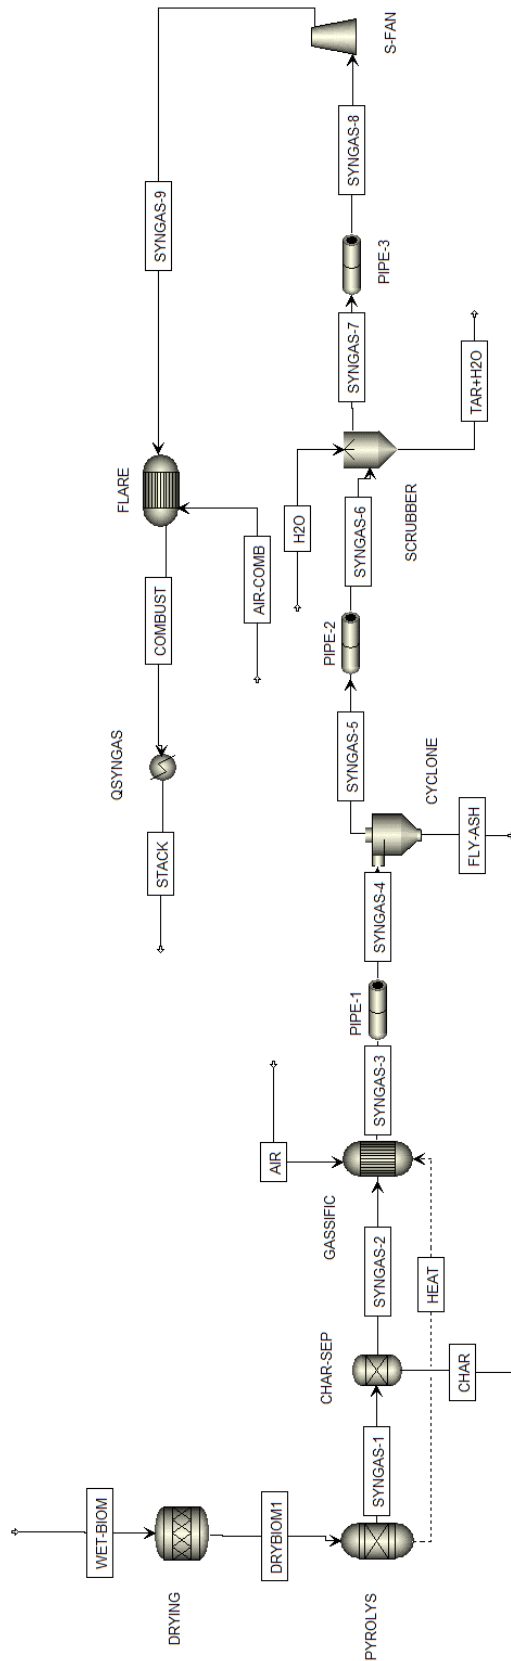 WET-BIOM
DRYING
DRYBIOM1
PYROLYS
SYNGAS-1
CHAR-SEP
CHAR
HEAT
SYNGAS-2
AIR
GASSIFIC
SYNGAS-3
PIPE-1
SYNGAS-4
CYCLONE
FLY-ASH
SYNGAS-5
PIPE-2
SYNGAS-6
H2O
SCRUBBER
TAR+H2O
SYNGAS-7
PIPE-3
SYNGAS-8
S-FAN
SYNGAS-9
FLARE
AIR-COMB
COMBUST
QSYNGAS
STACK